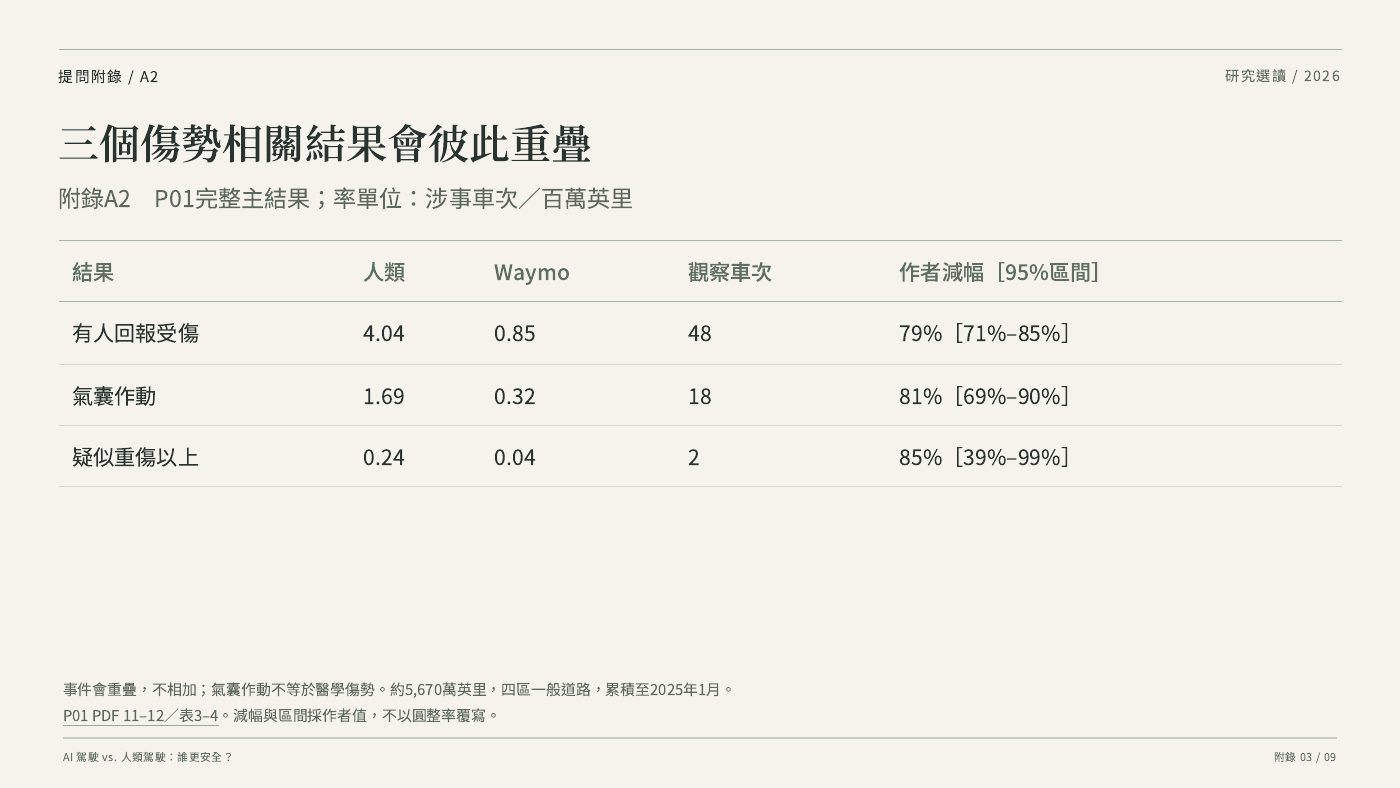 提問附錄 / A2
研究選讀 / 2026
三個傷勢相關結果會彼此重疊
附錄A2　P01完整主結果；率單位：涉事車次／百萬英里
結果 人類 Waymo 觀察車次 作者減幅［95%區間］
有人回報受傷 4.04 0.85 48 79%［71%–85%］
氣囊作動 1.69 0.32 18 81%［69%–90%］
疑似重傷以上 0.24 0.04 2 85%［39%–99%］
事件會重疊，不相加；氣囊作動不等於醫學傷勢。約5,670萬英里，四區一般道路，累積至2025年1月。
P01 PDF 11–12／表3–4。減幅與區間採作者值，不以圓整率覆寫。
AI 駕駛 vs. 人類駕駛：誰更安全？
附錄 03 / 09